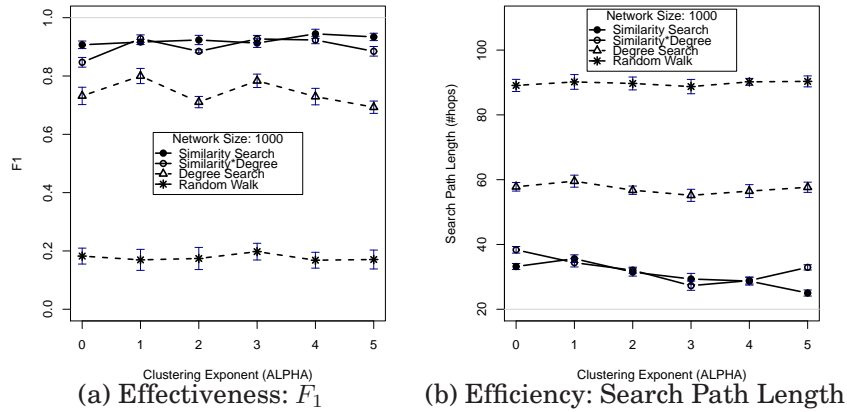 1.0
0.8
0.6
0.4
0.2
0.0
F1
Network Size: 1000
Similarity Search
Similarity*Degree
Degree Search
Random Walk
0 1 2 3 4 5
Clustering Exponent (ALPHA)
(a) Effectiveness: F1
100
80
60
40
20
Search Path Length (#hops)
Network Size: 1000
Similarity Search
Similarity*Degree
Degree Search
Random Walk
0 1 2 3 4 5
Clustering Exponent (ALPHA)
(b) Efficiency: Search Path Length